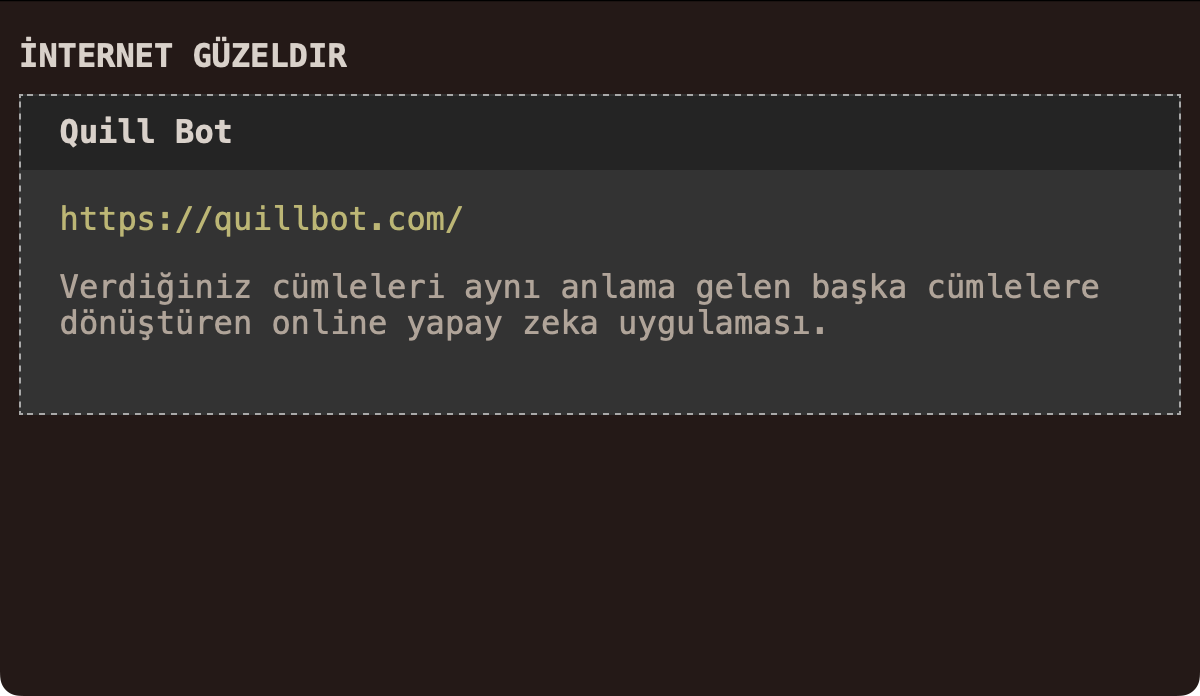 İNTERNET GÜZELDIR
Quill Bot
https://quillbot.com/
Verdiğiniz cümleleri aynı anlama gelen başka cümlelere
dönüştüren online yapay zeka uygulaması.